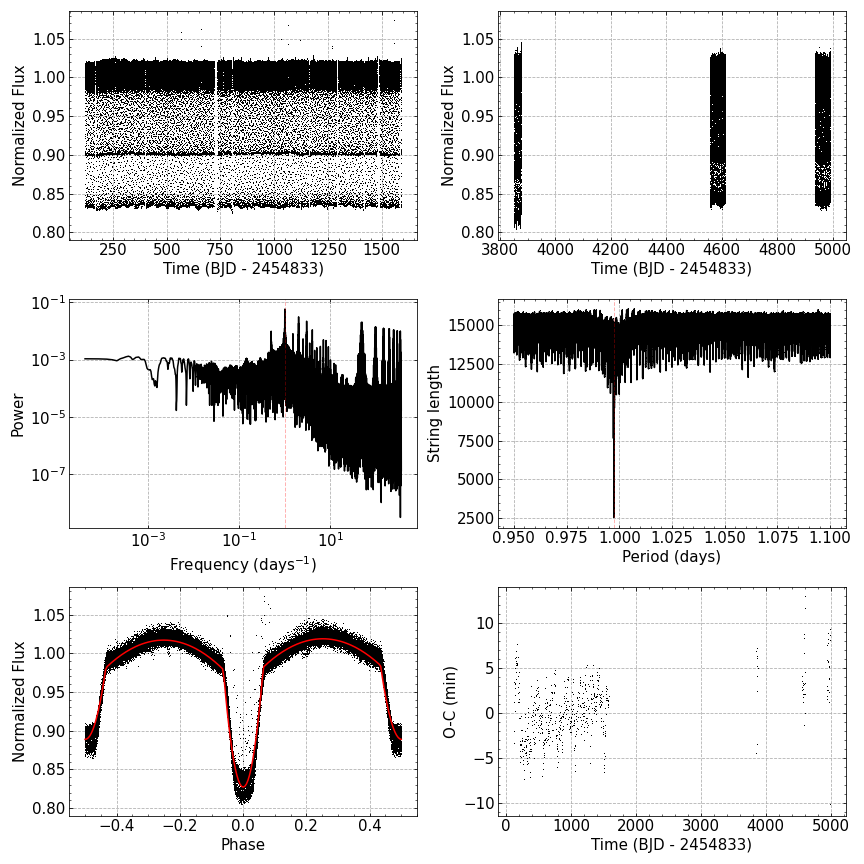 1.05
1.00
0.95
0.90
0.85
0.80
Normalized Flux
250 500 750 1000 1250 1500
Time (BJD - 2454833)
1.05
1.00
0.95
0.90
0.85
0.80
Normalized Flux
3800 4000 4200 4400 4600 4800 5000
Time (BJD - 2454833)
10⁻¹
10⁻³
10⁻⁵
10⁻⁷
Power
10⁻³ 10⁻¹ 10¹
Frequency (days⁻¹)
15000
12500
10000
7500
5000
2500
String length
0.950 0.975 1.000 1.025 1.050 1.075 1.100
Period (days)
1.05
1.00
0.95
0.90
0.85
0.80
Normalized Flux
−0.4 −0.2 0.0 0.2 0.4
Phase
10
5
0
−5
−10
O-C (min)
0 1000 2000 3000 4000 5000
Time (BJD - 2454833)